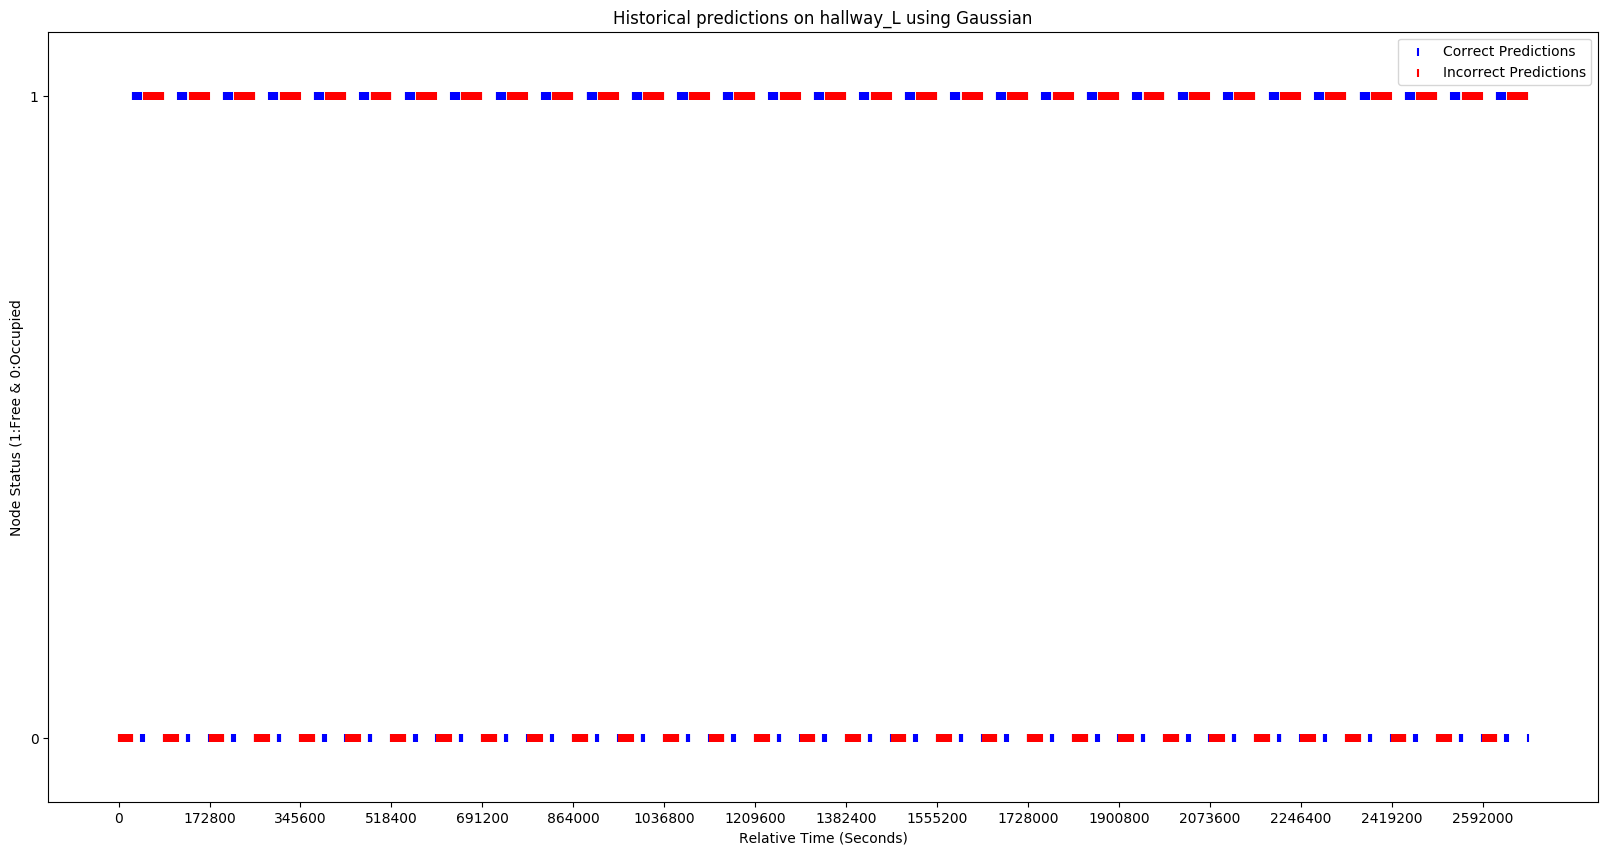 Historical predictions on hallway_L using Gaussian
Correct Predictions
Incorrect Predictions
1
Node Status (1:Free & 0:Occupied
0
0 172800 345600 518400 691200 864000 1036800 1209600 1382400 1555200 1728000 1900800 2073600 2246400 2419200 2592000
Relative Time (Seconds)